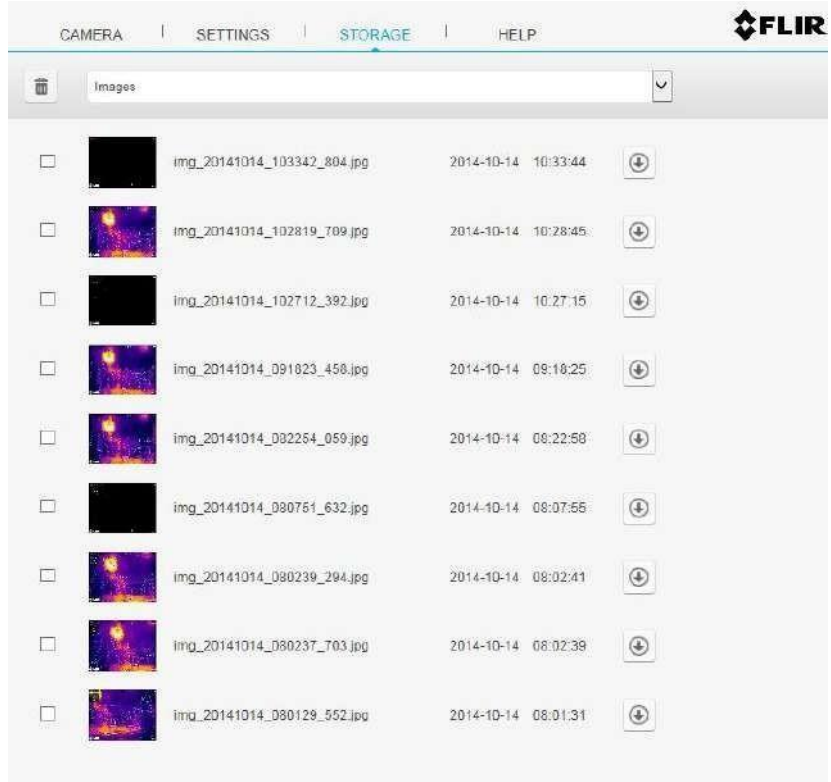 CAMERA | SETTINGS | STORAGE | HELP FLIR
Images
img_20141014_103342_804.jpg 2014-10-14 10:33:44
img_20141014_102819_709.jpg 2014-10-14 10:28:45
img_20141014_102712_392.jpg 2014-10-14 10:27:15
img_20141014_091823_458.jpg 2014-10-14 09:18:25
img_20141014_082254_059.jpg 2014-10-14 08:22:58
img_20141014_080751_632.jpg 2014-10-14 08:07:55
img_20141014_080239_294.jpg 2014-10-14 08:02:41
img_20141014_080237_703.jpg 2014-10-14 08:02:39
img_20141014_080129_552.jpg 2014-10-14 08:01:31